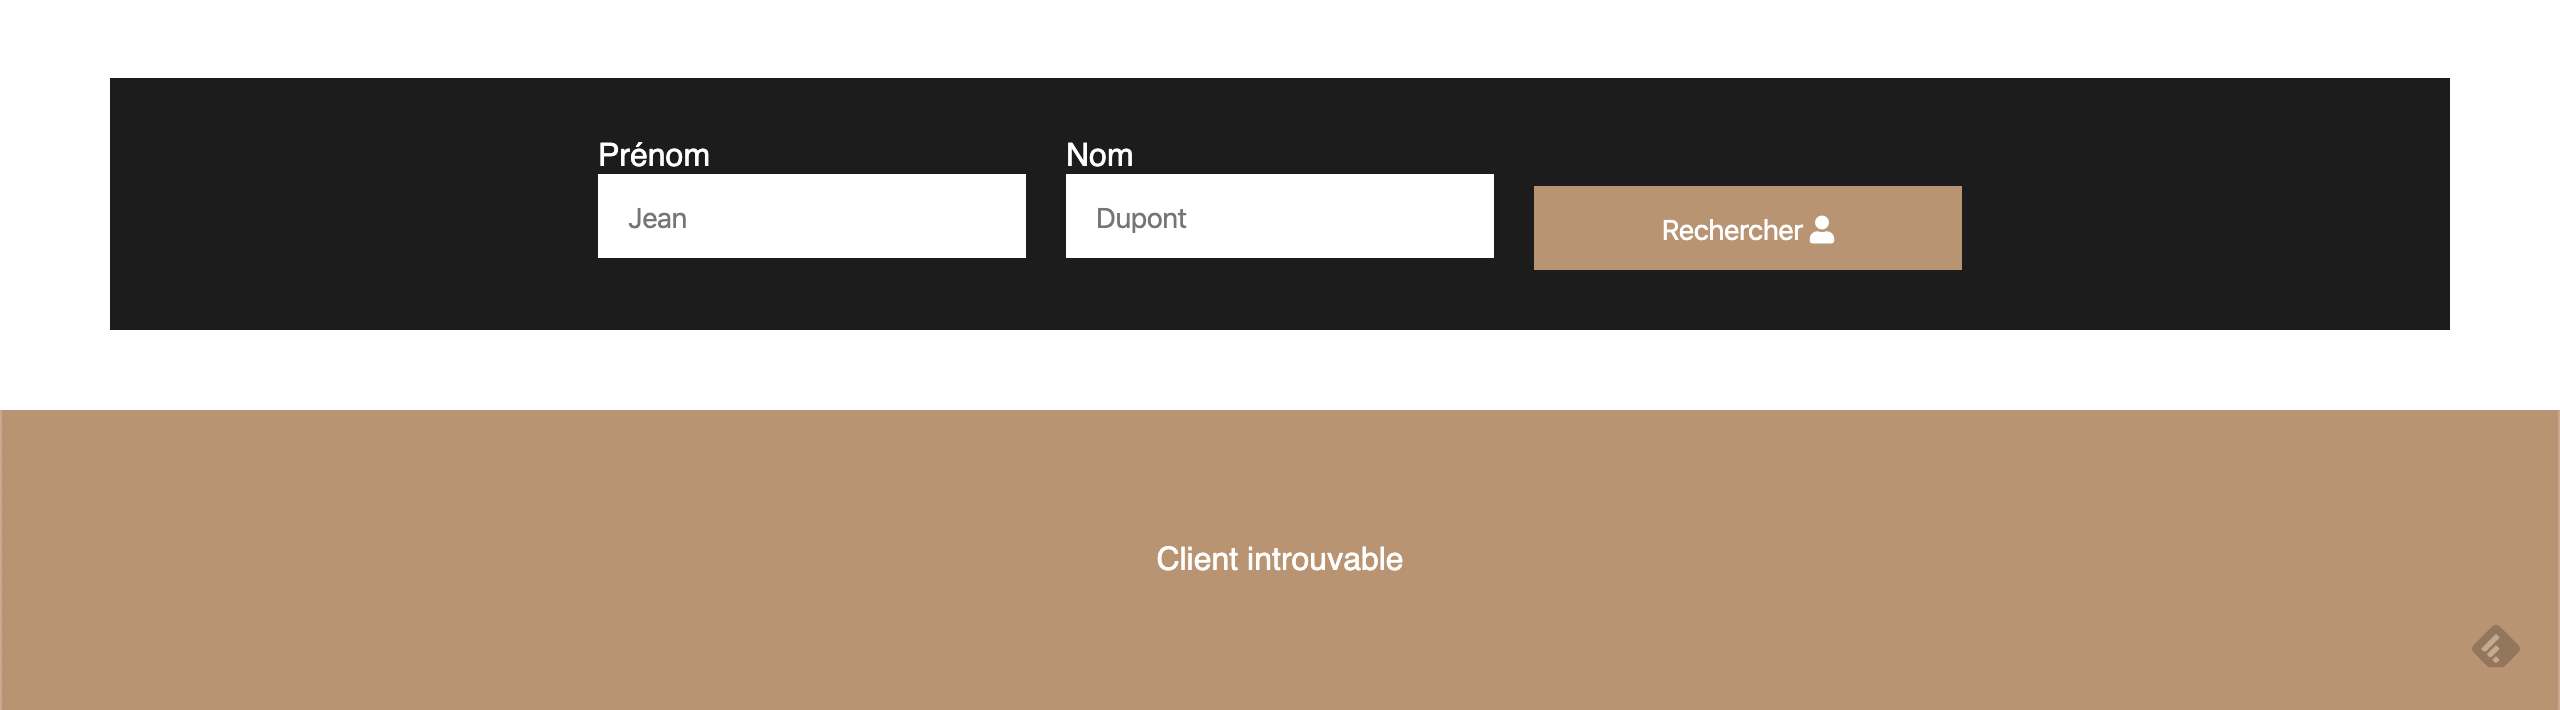 Prénom
Nom
Jean
Dupont
Rechercher
Client introuvable